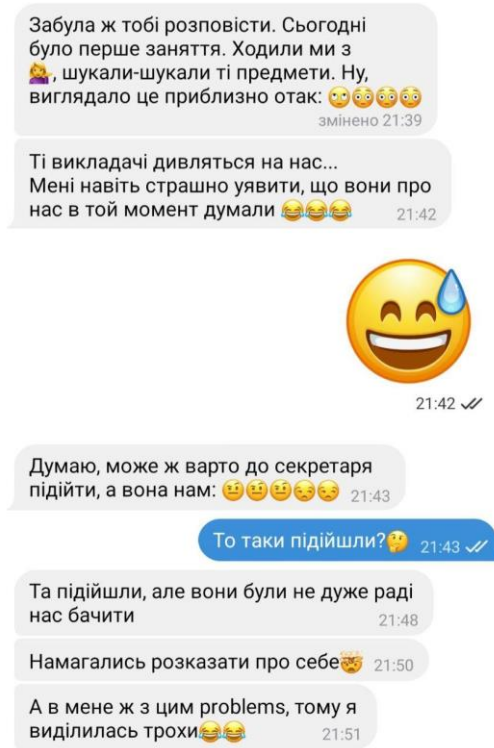 Забула ж тобі розповісти. Сьогодні
було перше заняття. Ходили ми з
💁‍♀️, шукали-шукали ті предмети. Ну,
виглядало це приблизно отак: 🙄😳😳😳
змінено 21:39
Ті викладачі дивляться на нас...
Мені навіть страшно уявити, що вони про
нас в той момент думали 😂😂😂 21:42
😅
21:42
Думаю, може ж варто до секретаря
підійти, а вона нам: 🤨🤨🤨😒😒 21:43
То таки підійшли?🤔 21:43
Та підійшли, але вони були не дуже раді
нас бачити 21:48
Намагались розказати про себе🤯 21:50
А в мене ж з цим problems, тому я
виділилась трохи😂😂 21:51